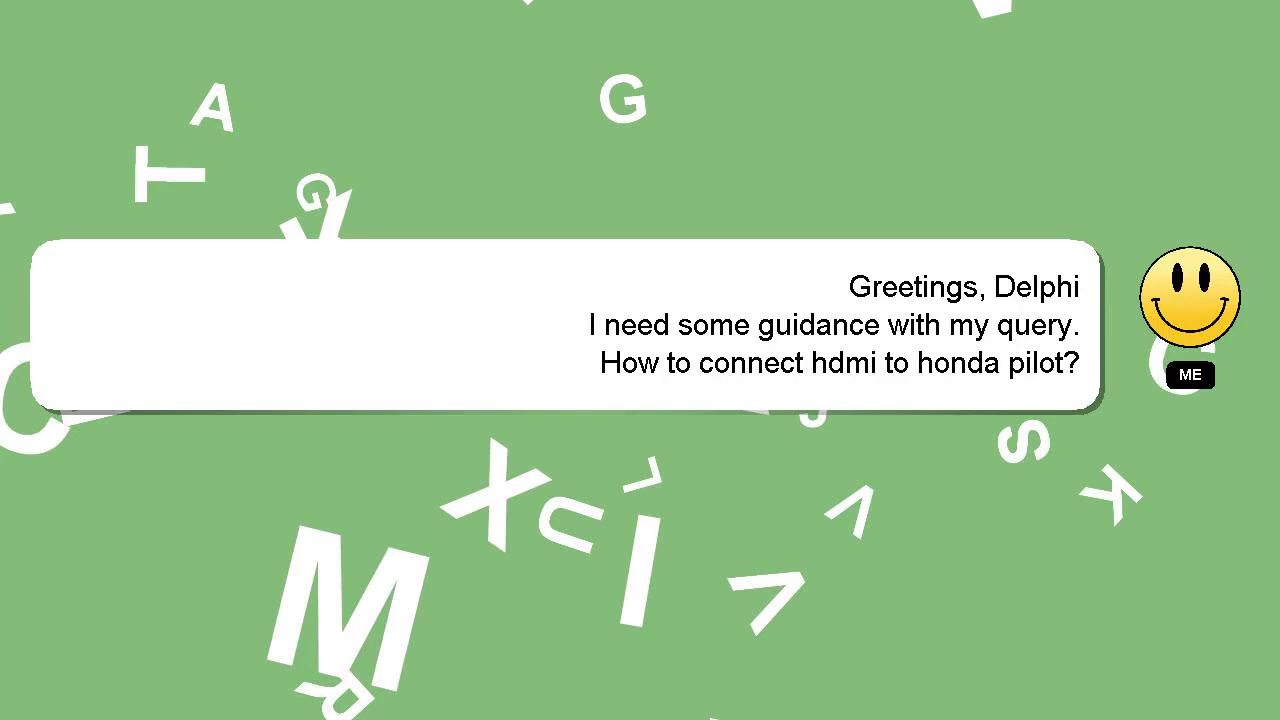 A
G
T
G
Greetings, Delphi
I need some guidance with my query.
How to connect hdmi to honda pilot?
ME
C
S
X
L
K
U
I
V
V
M
R